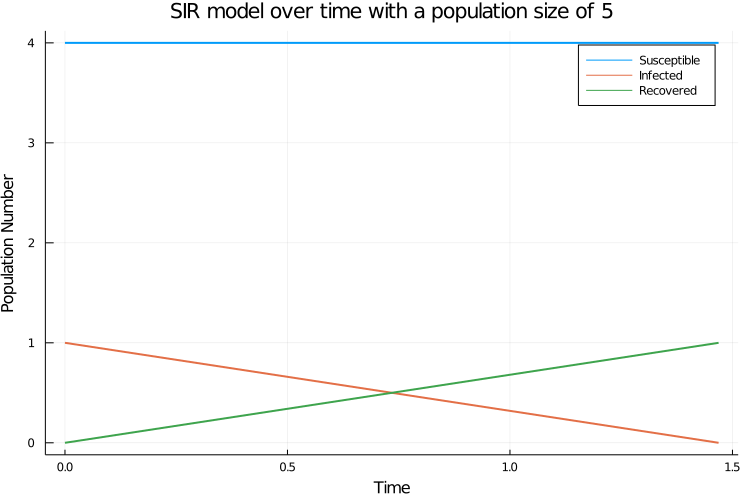 SIR model over time with a population size of 5
Population Number
4
3
2
1
0
Susceptible
Infected
Recovered
0.0
0.5
1.0
1.5
Time